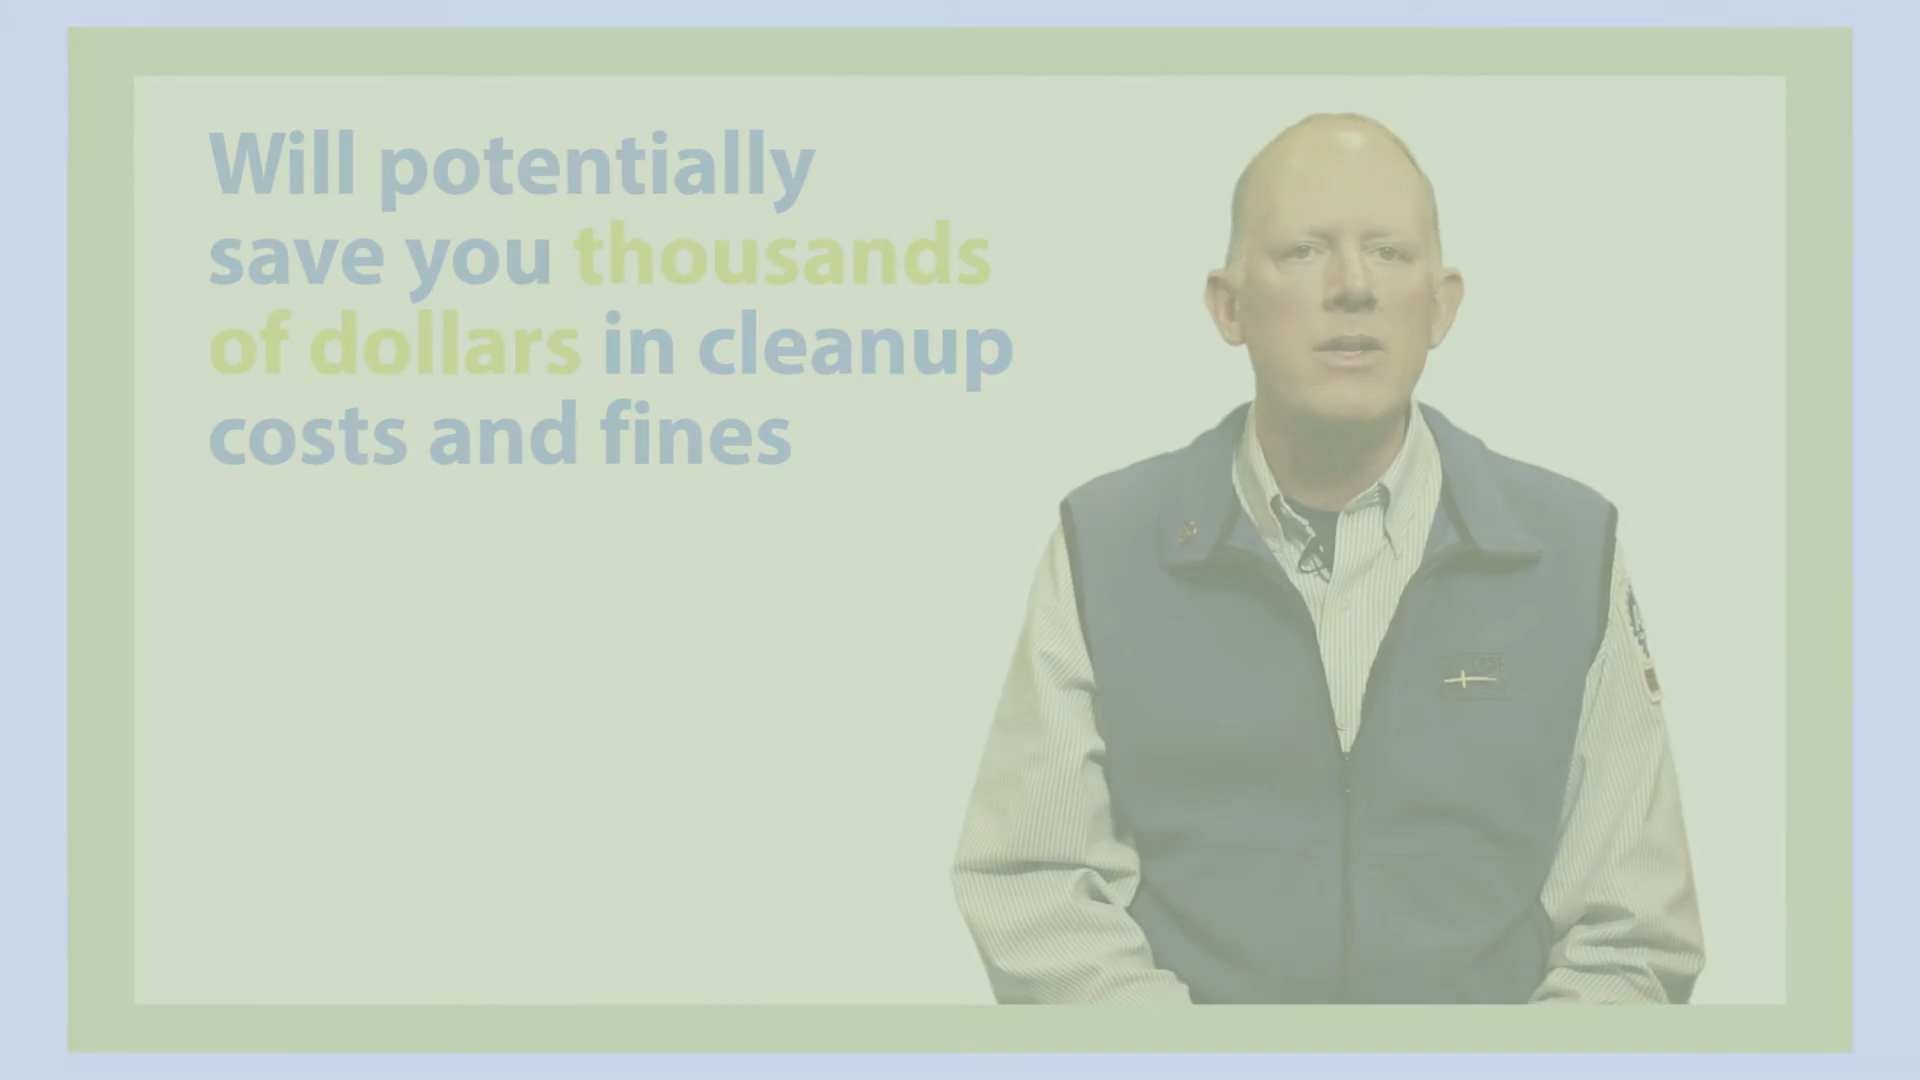 Will potentially
save you thousands
of dollars in cleanup
costs and fines